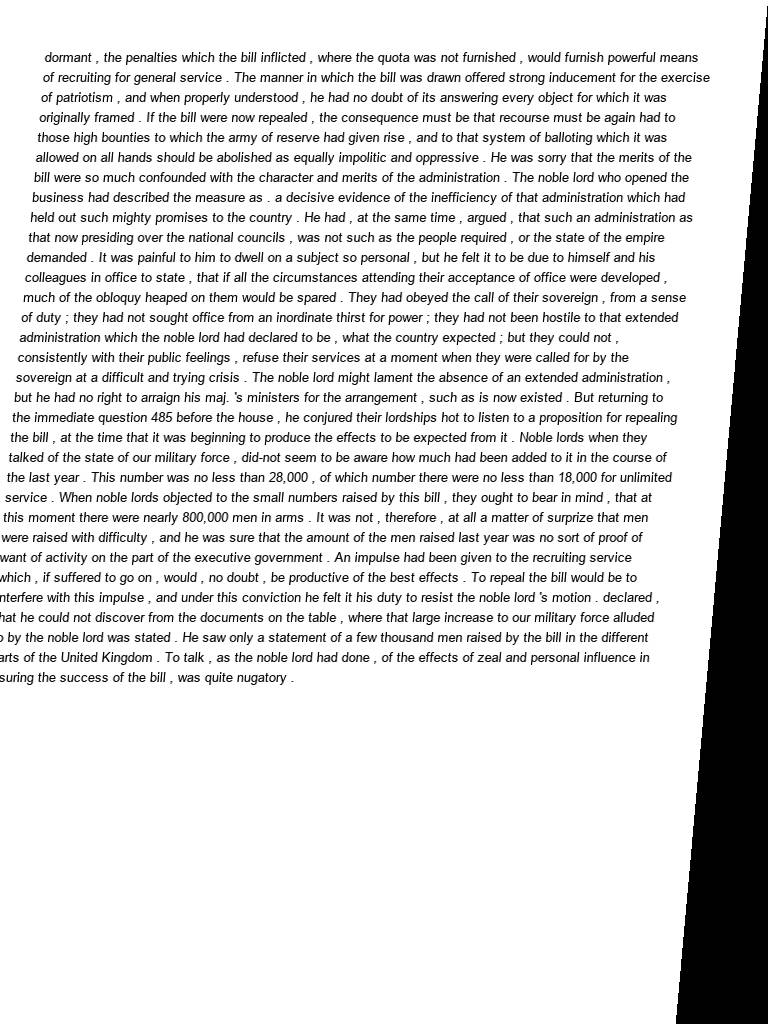 dormant , the penalties which the bill inflicted , where the quota was not furnished , would furnish powerful means
of recruiting for general service . The manner in which the bill was drawn offered strong inducement for the exercise
of patriotism , and when properly understood , he had no doubt of its answering every object for which it was
originally framed . If the bill were now repealed , the consequence must be that recourse must be again had to
those high bounties to which the army of reserve had given rise , and to that system of balloting which it was
allowed on all hands should be abolished as equally impolitic and oppressive . He was sorry that the merits of the
bill were so much confounded with the character and merits of the administration . The noble lord who opened the
business had described the measure as . a decisive evidence of the inefficiency of that administration which had
held out such mighty promises to the country . He had , at the same time , argued , that such an administration as
that now presiding over the national councils , was not such as the people required , or the state of the empire
demanded . It was painful to him to dwell on a subject so personal , but he felt it to be due to himself and his
colleagues in office to state , that if all the circumstances attending their acceptance of office were developed ,
much of the obloquy heaped on them would be spared . They had obeyed the call of their sovereign , from a sense
of duty ; they had not sought office from an inordinate thirst for power ; they had not been hostile to that extended
administration which the noble lord had declared to be , what the country expected ; but they could not ,
consistently with their public feelings , refuse their services at a moment when they were called for by the
sovereign at a difficult and trying crisis . The noble lord might lament the absence of an extended administration ,
but he had no right to arraign his maj. 's ministers for the arrangement , such as is now existed . But returning to
the immediate question 485 before the house , he conjured their lordships hot to listen to a proposition for repealing
the bill , at the time that it was beginning to produce the effects to be expected from it . Noble lords when they
talked of the state of our military force , did-not seem to be aware how much had been added to it in the course of
the last year . This number was no less than 28,000 , of which number there were no less than 18,000 for unlimited
service . When noble lords objected to the small numbers raised by this bill , they ought to bear in mind , that at
this moment there were nearly 800,000 men in arms . It was not , therefore , at all a matter of surprize that men
were raised with difficulty , and he was sure that the amount of the men raised last year was no sort of proof of
want of activity on the part of the executive government . An impulse had been given to the recruiting service
which , if suffered to go on , would , no doubt , be productive of the best effects . To repeal the bill would be to
nterfere with this impulse , and under this conviction he felt it his duty to resist the noble lord 's motion . declared ,
hat he could not discover from the documents on the table , where that large increase to our military force alluded
o by the noble lord was stated . He saw only a statement of a few thousand men raised by the bill in the different
arts of the United Kingdom . To talk , as the noble lord had done , of the effects of zeal and personal influence in
suring the success of the bill , was quite nugatory .